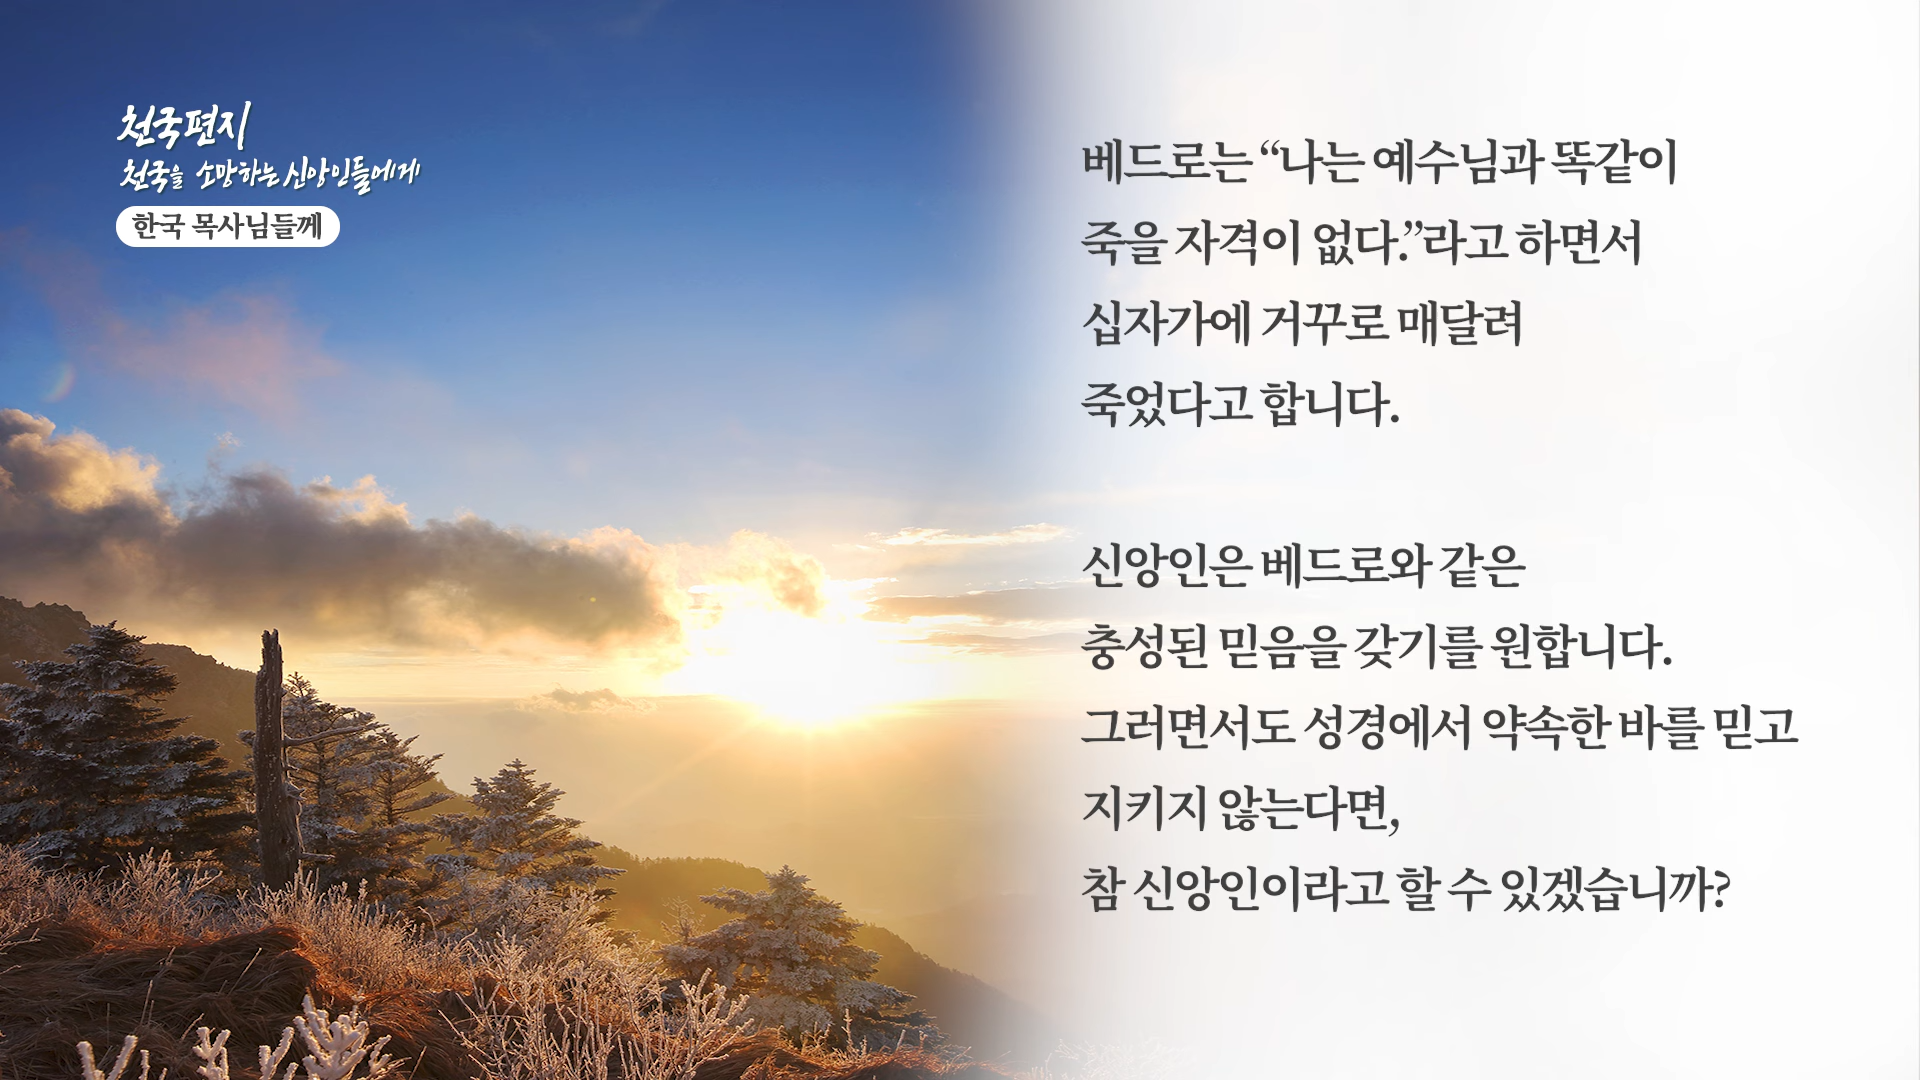 천국편지
천국을 소망하는 신앙인들에게
한국 목사님들께
베드로는 “나는 예수님과 똑같이
죽을 자격이 없다.”라고 하면서
십자가에 거꾸로 매달려
죽었다고 합니다.
신앙인은 베드로와 같은
충성된 믿음을 갖기를 원합니다.
그러면서도 성경에서 약속한 바를 믿고
지키지 않는다면,
참 신앙인이라고 할 수 있겠습니까?